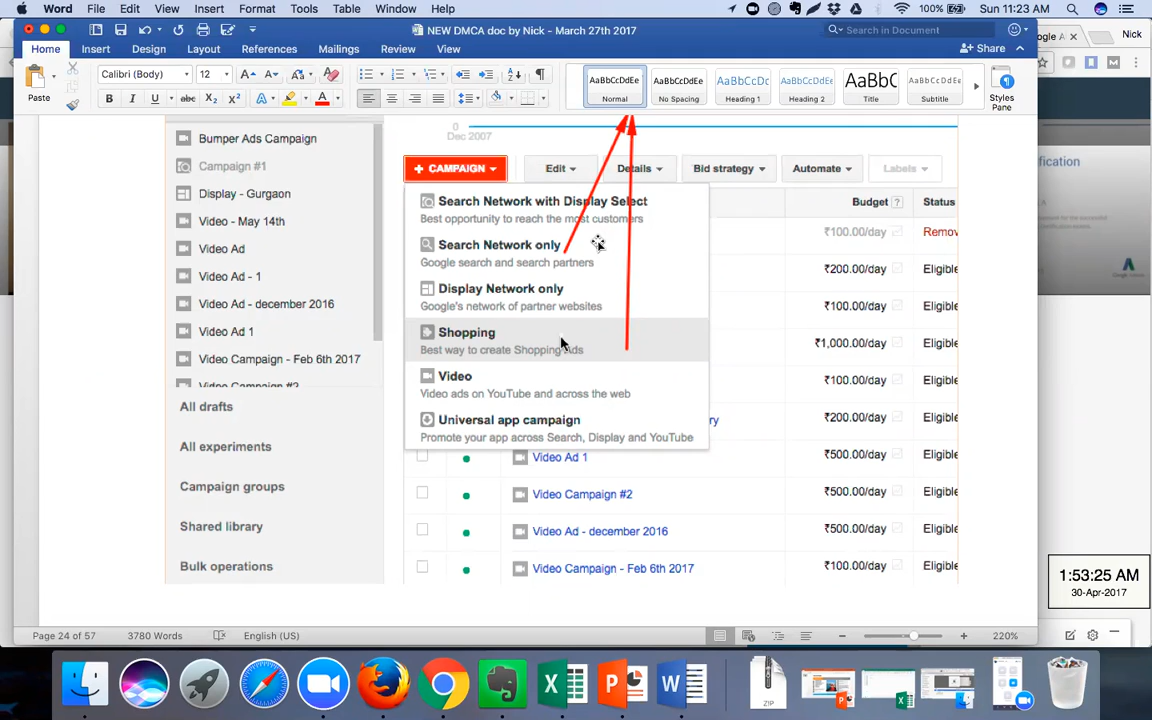 Word File Edit View Insert Format Tools Table Window Help
100% Sun 11:23 AM
NEW DMCA doc by Nick - March 27th 2017
Search in Document
Nick
Home Insert Design Layout References Mailings Review View
Share
Paste
Calibri (Body) 12
AaBbCcDdEe AaBbCcDdEe AaBbCcDc AaBbCcDdEe AaBbC AaBbCcDdEe
Normal No Spacing Heading 1 Heading 2 Title Subtitle
Styles Pane
B I U abc X2 X2 A A
0
Dec 2007
Bumper Ads Campaign
Campaign #1
Display - Gurgaon
Video - May 14th
Video Ad
Video Ad - 1
Video Ad - december 2016
Video Ad 1
Video Campaign - Feb 6th 2017
Video Campaign #2
All drafts
All experiments
Campaign groups
Shared library
Bulk operations
+ CAMPAIGN Edit Details Bid strategy Automate Labels
Search Network with Display Select
Best opportunity to reach the most customers
Search Network only
Google search and search partners
Display Network only
Google's network of partner websites
Shopping
Best way to create Shopping Ads
Video
Video ads on YouTube and across the web
Universal app campaign
Promote your app across Search, Display and YouTube
Budget ? Status
₹100.00/day Remov
₹200.00/day Eligible
₹100.00/day Eligible
₹1,000.00/day Eligible
₹100.00/day Eligible
ry ₹200.00/day Eligible
Video Ad 1 ₹500.00/day Eligible
Video Campaign #2 ₹500.00/day Eligible
Video Ad - december 2016 ₹500.00/day Eligible
Video Campaign - Feb 6th 2017 ₹100.00/day Eligible
ification
1:53:25 AM
30-Apr-2017
Page 24 of 57 3780 Words English (US) 220%
ZIP